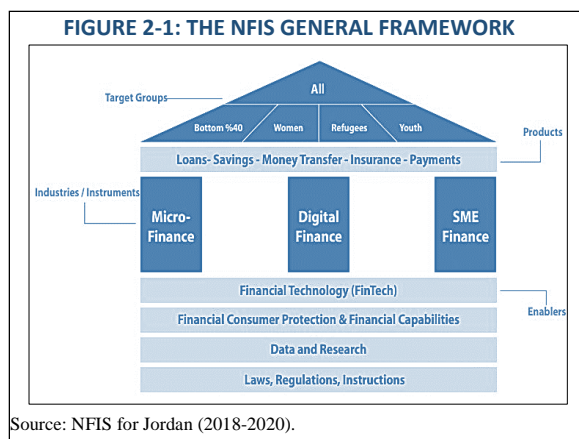 FIGURE 2-1: THE NFIS GENERAL FRAMEWORK
All
Target Groups
Bottom %40 Women Refugees Youth
Products
Loans- Savings - Money Transfer - Insurance - Payments
Industries / Instruments
Micro-
Finance
Digital
Finance
SME
Finance
Financial Technology (FinTech)
Enablers
Financial Consumer Protection & Financial Capabilities
Data and Research
Laws, Regulations, Instructions
Source: NFIS for Jordan (2018-2020).